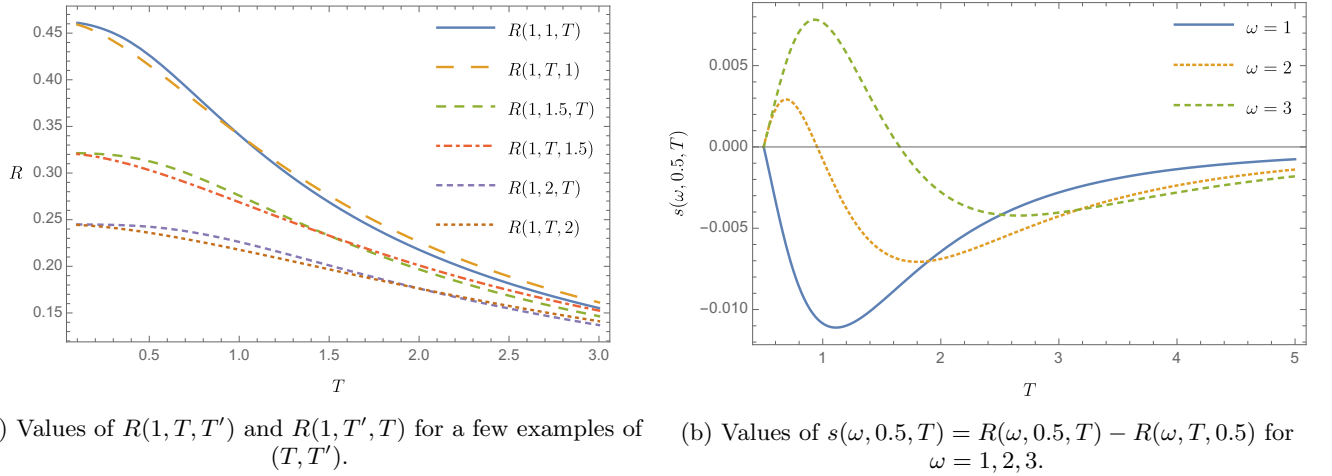 0.45
0.40
0.35
0.30
0.25
0.20
0.15
R
0.5
1.0
1.5
2.0
2.5
3.0
T
R(1,1,T)
R(1,T,1)
R(1,1.5,T)
R(1,T,1.5)
R(1,2,T)
R(1,T,2)
) Values of R(1,T,T′) and R(1,T′,T) for a few examples of
(T,T′).
0.005
0.000
−0.005
−0.010
s(ω,0.5,T)
1
2
3
4
5
T
ω = 1
ω = 2
ω = 3
(b) Values of s(ω,0.5,T) = R(ω,0.5,T) − R(ω,T,0.5) for
ω = 1,2,3.